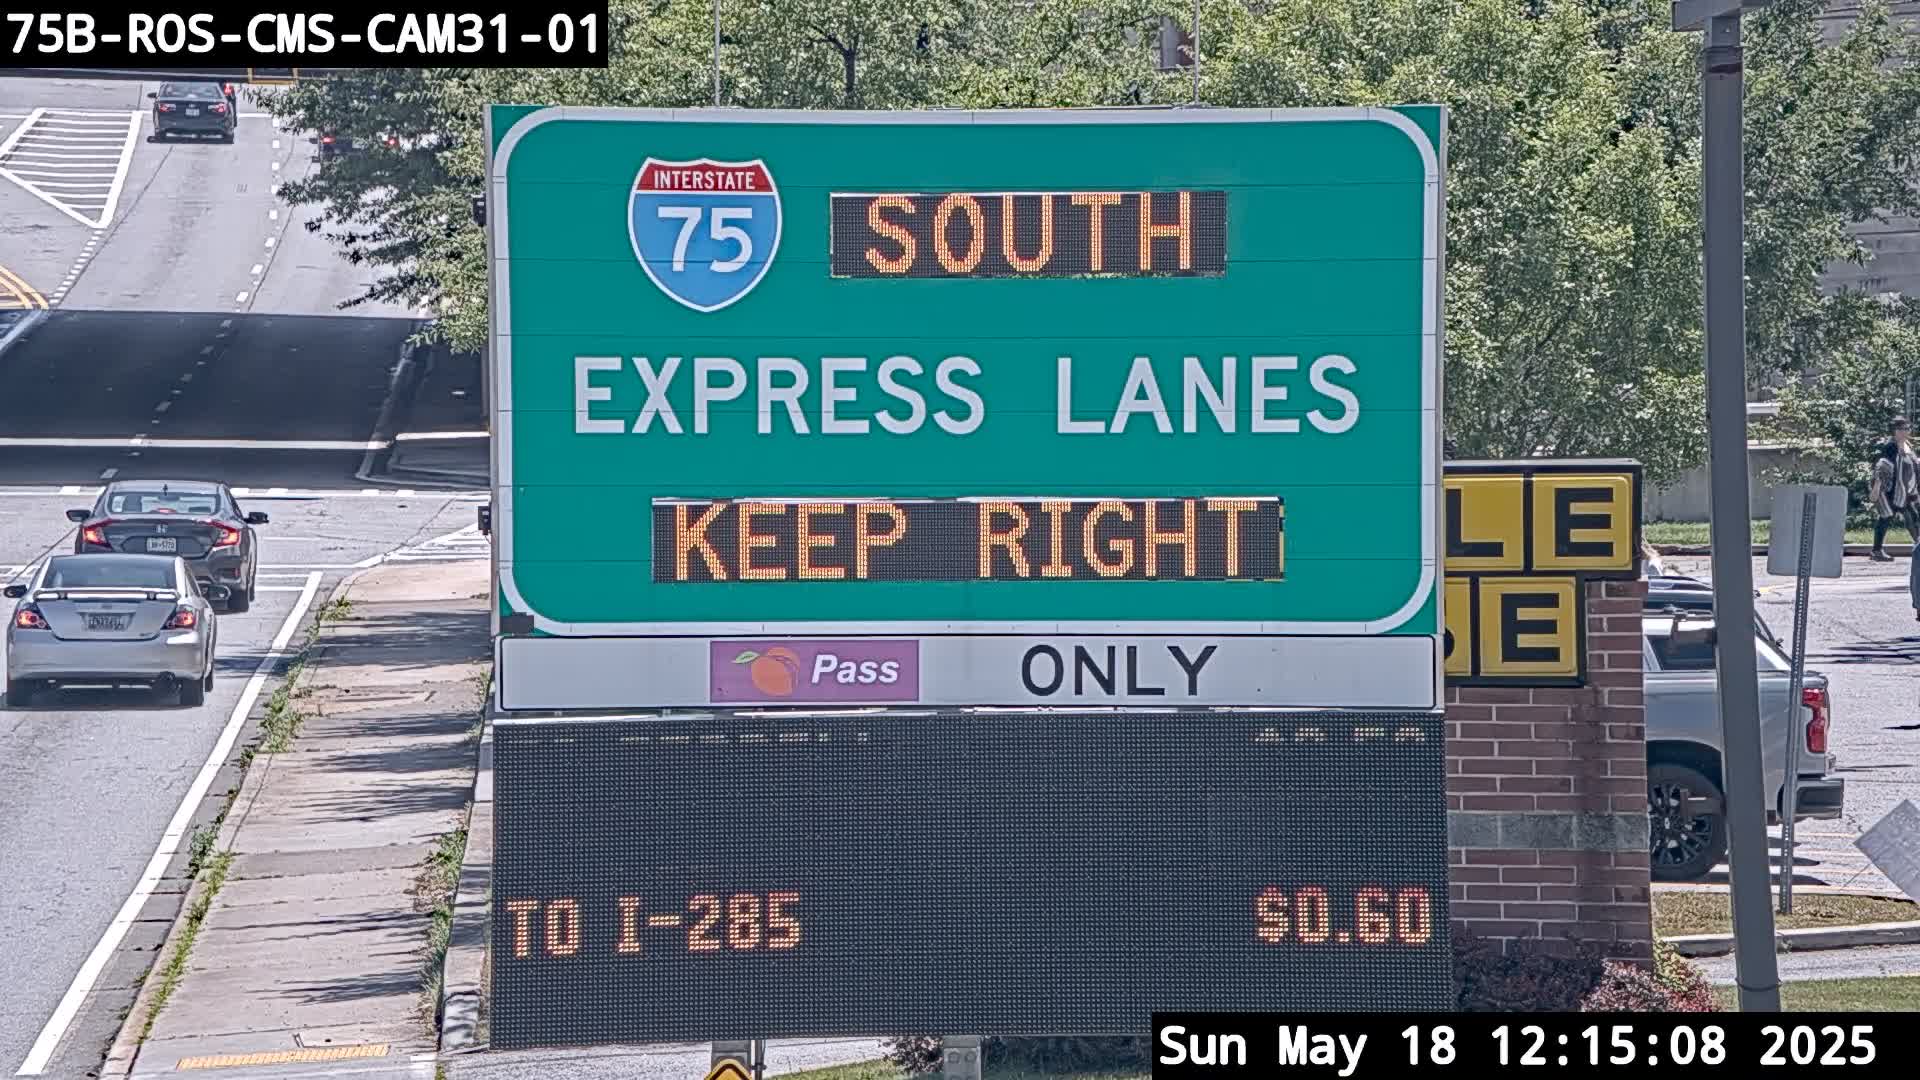 75B-ROS-CMS-CAM31-01
INTERSTATE
75
SOUTH
EXPRESS LANES
KEEP RIGHT
Pass ONLY
TO I-285 $0.60
LE
E
Sun May 18 12:15:08 2025